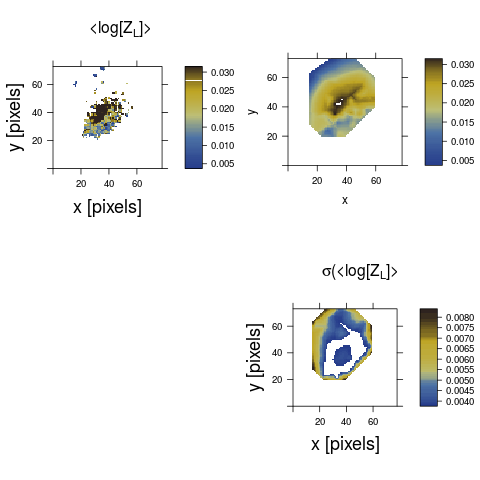 <log[Z_L]>
0.030
0.025
0.020
0.015
0.010
0.005
60
40
20
20 40 60
y [pixels]
x [pixels]
0.030
0.025
0.020
0.015
0.010
0.005
60
40
20
20 40 60
y
x
σ(<log[Z_L]>
0.0080
0.0075
0.0070
0.0065
0.0060
0.0055
0.0050
0.0045
0.0040
60
40
20
20 40 60
y [pixels]
x [pixels]